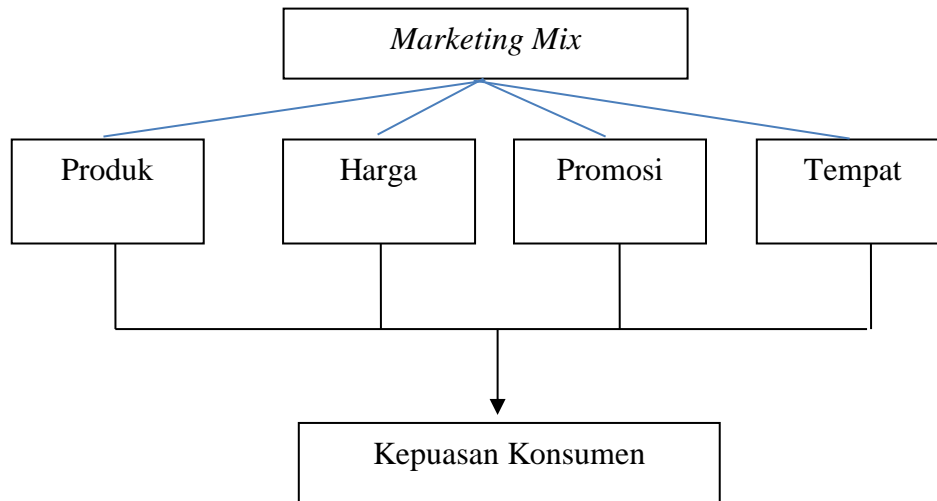 Marketing Mix
Produk
Harga
Promosi
Tempat
Kepuasan Konsumen